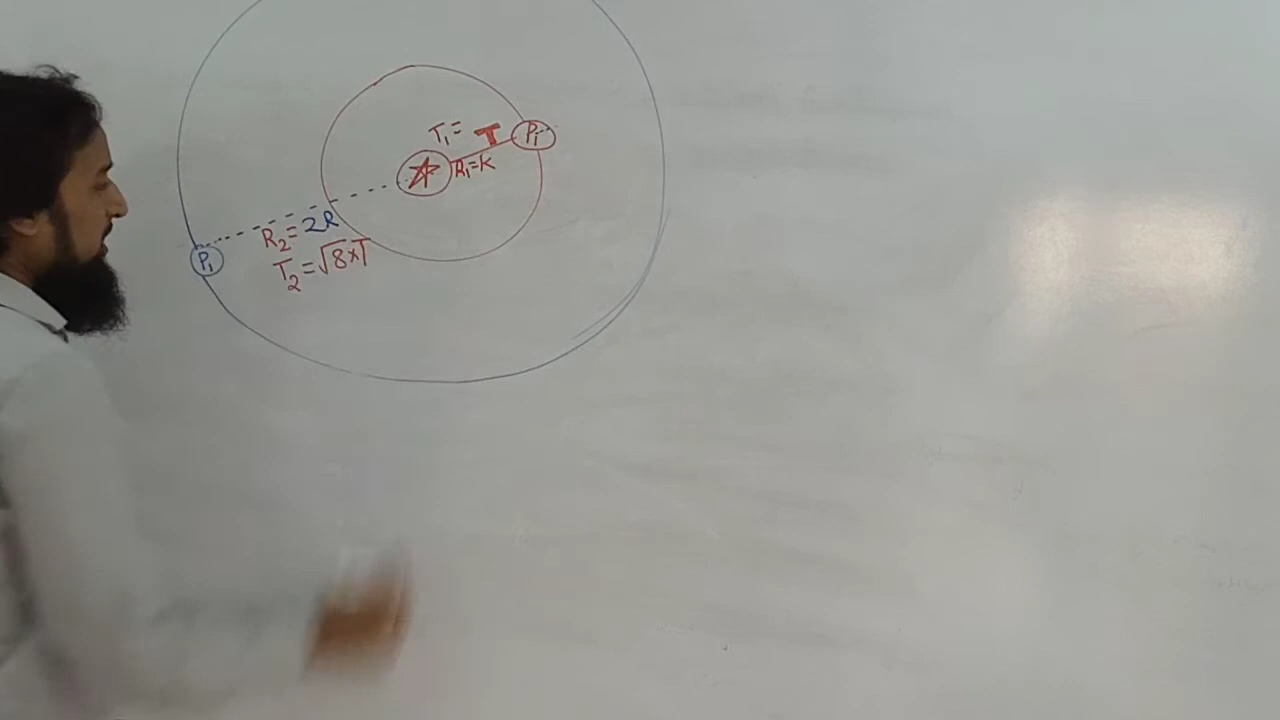 T₁= T
P₁
R₁=K
R₂=2R
T₂=√8×T
P₁